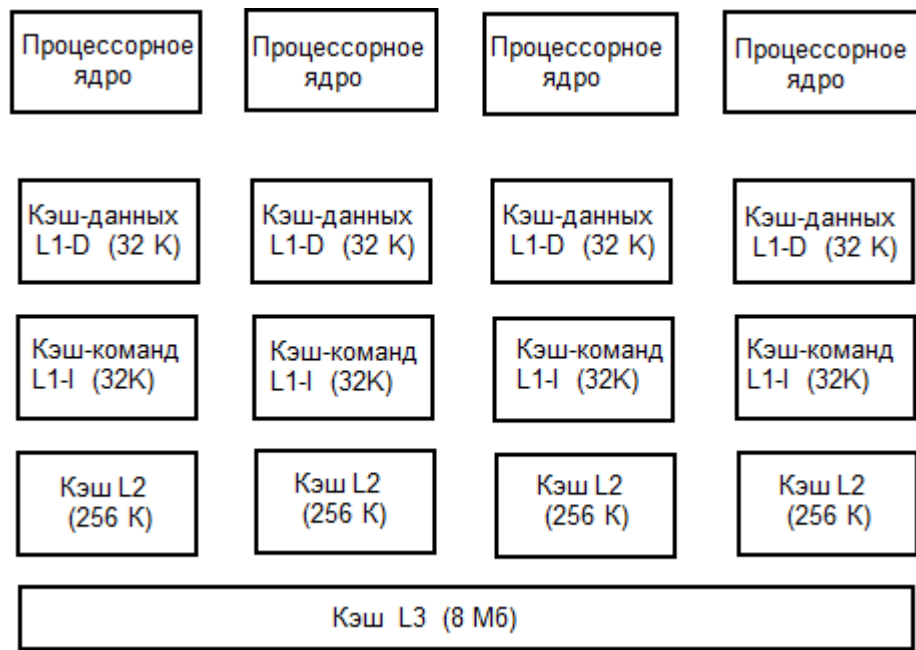 Процессорное
ядро
Процессорное
ядро
Процессорное
ядро
Процессорное
ядро
Кэш-данных
L1-D (32 K)
Кэш-данных
L1-D (32 K)
Кэш-данных
L1-D (32 K)
Кэш-данных
L1-D (32 K)
Кэш-команд
L1-I (32K)
Кэш-команд
L1-I (32K)
Кэш-команд
L1-I (32K)
Кэш-команд
L1-I (32K)
Кэш L2
(256 К)
Кэш L2
(256 К)
Кэш L2
(256 К)
Кэш L2
(256 К)
Кэш L3 (8 Мб)